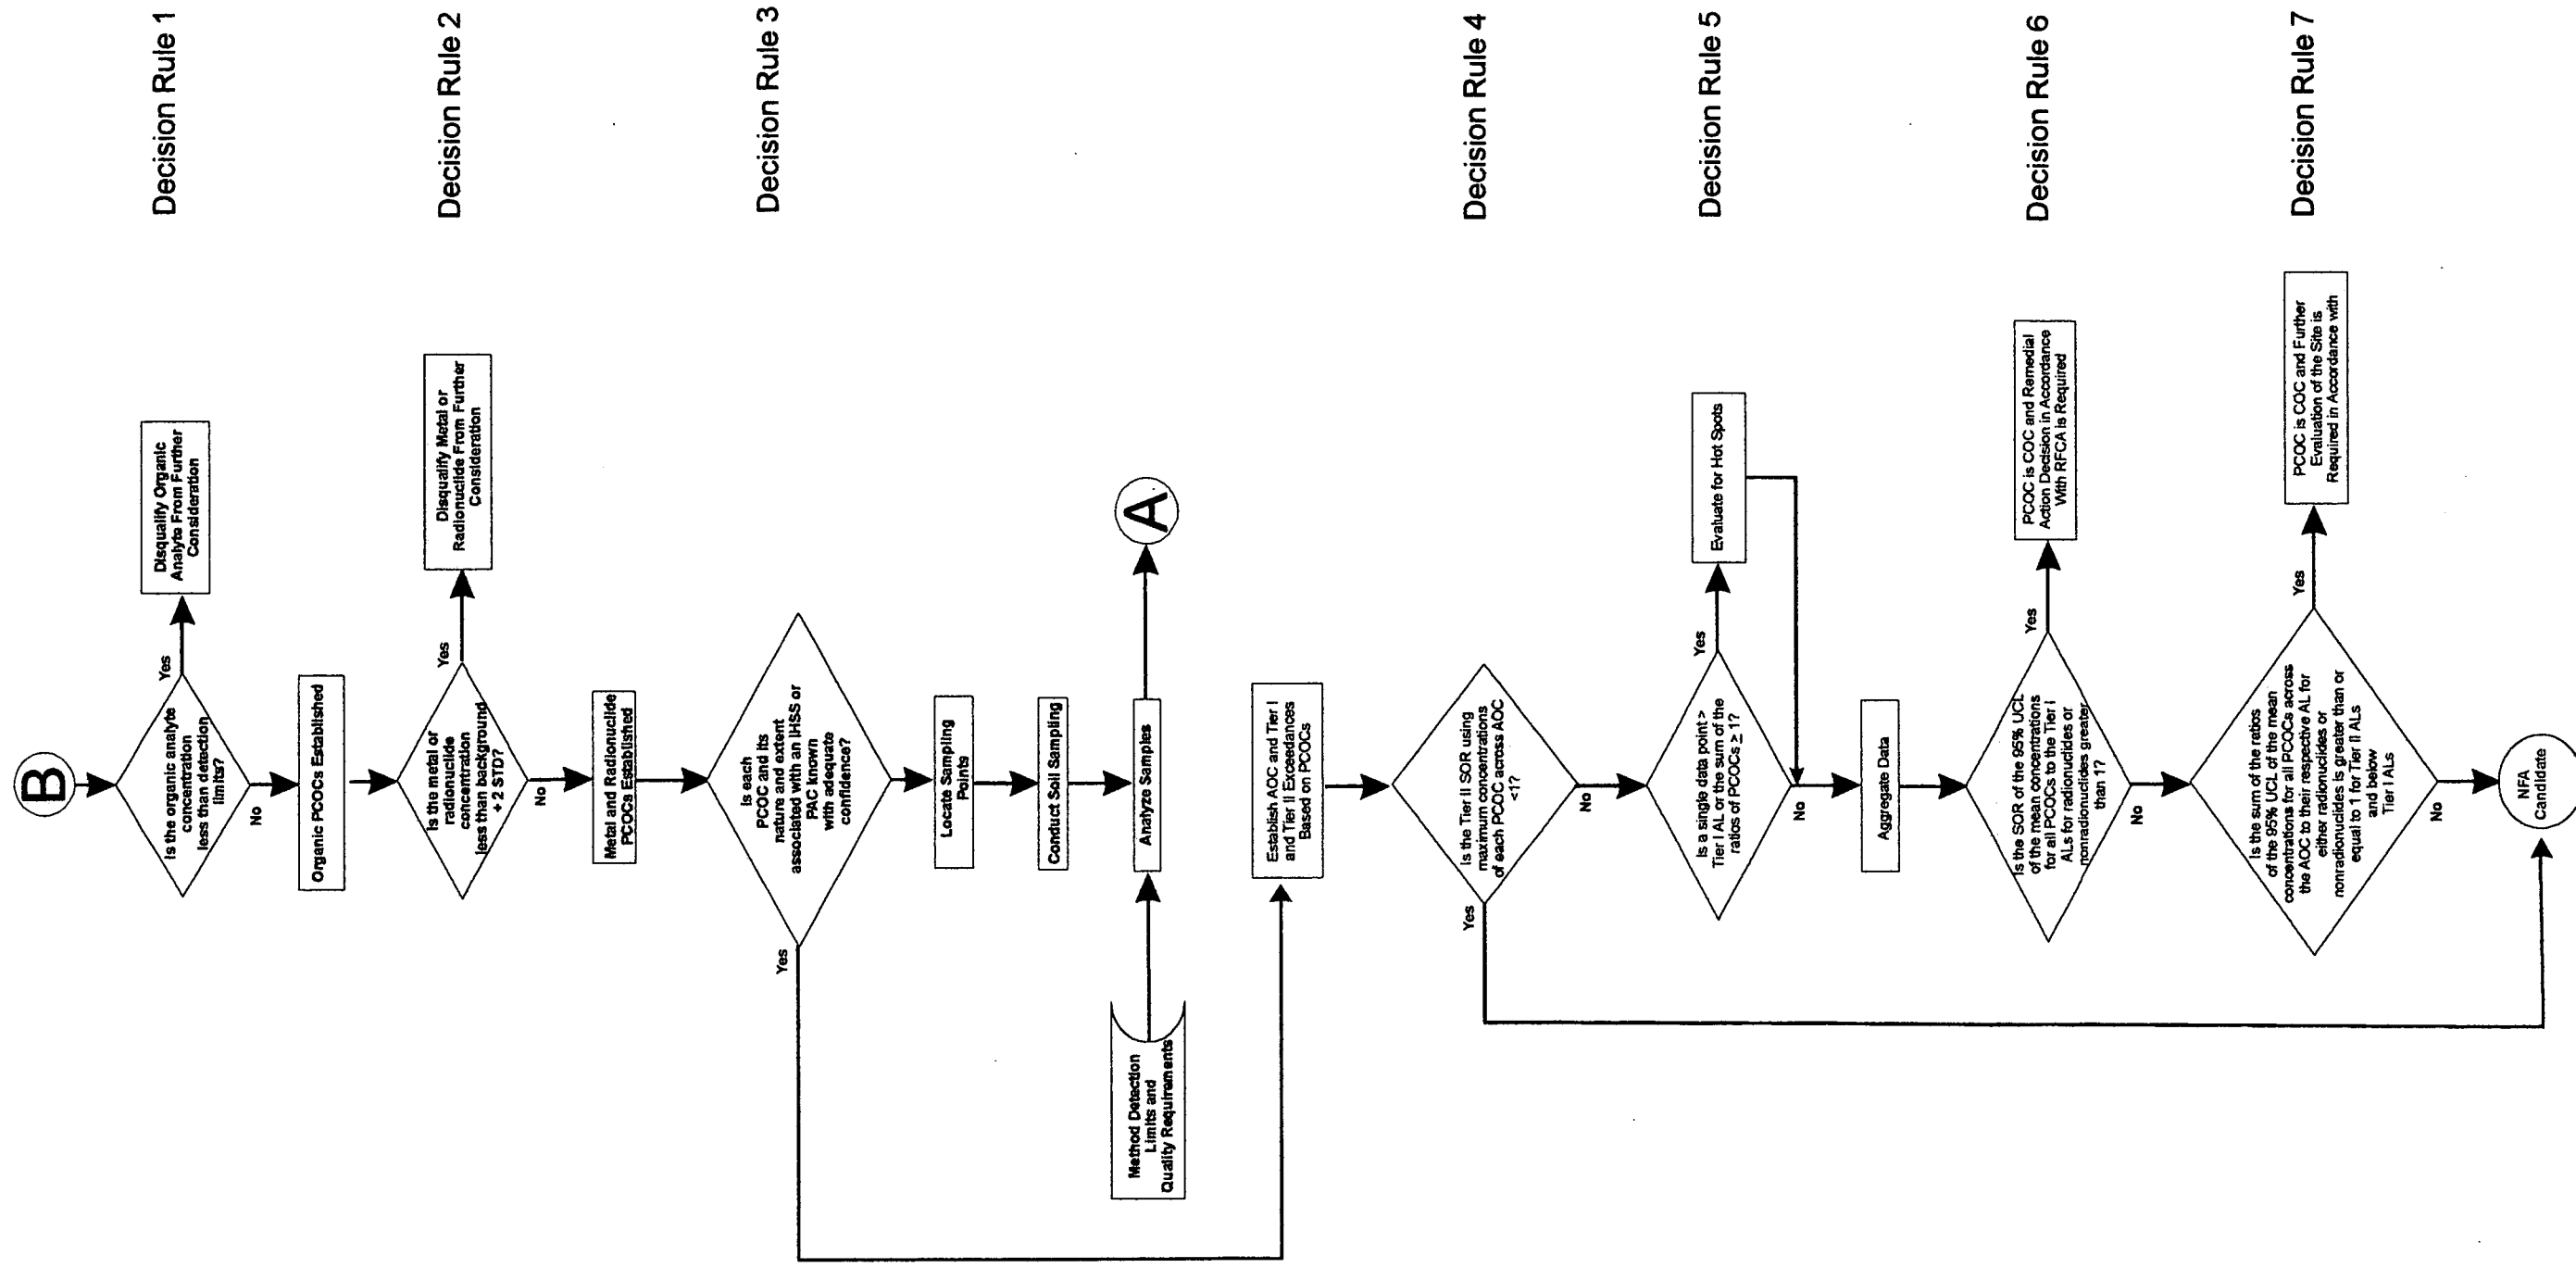 B
Is the organic analyte
concentration
less than detection
limits?
Yes
Disqualify Organic
Analyte From Further
Consideration
Decision Rule 1
No
Organic PCOCs Established
Is the metal or
radionuclide
concentration
less than background
+ 2 STD?
Yes
Disqualify Metal or
Radionuclide From Further
Consideration
Decision Rule 2
No
Metal and Radionuclide
PCOCs Established
Is each
PCOC and its
nature and extent
associated with an IHSS or
PAC known
with adequate
confidence?
Yes
Decision Rule 3
Locate Sampling
Points
Conduct Soil Sampling
Method Detection
Limits and
Quality Requirements
Analyze Samples
A
Establish AOC and Tier I
and Tier II Exceedances
Based on PCOCs
Is the Tier II SOR using
maximum concentrations
of each PCOC across AOC
<1?
Yes
Decision Rule 4
No
Is a single data point >
Tier I AL or the sum of the
ratios of PCOCs ≥ 1?
Yes
Evaluate for Hot Spots
Decision Rule 5
No
Aggregate Data
Is the SOR of the 95% UCL
of the mean concentrations
for all PCOCs to the Tier I
ALs for radionuclides or
nonradionuclides greater
than 1?
Yes
PCOC is COC and Remedial
Action Decision in Accordance
With RFCA is Required
Decision Rule 6
No
Is the sum of the ratios
of the 95% UCL of the mean
concentrations for all PCOCs across
the AOC to their respective AL for
either radionuclides or
nonradionuclides is greater than or
equal to 1 for Tier II ALs
and below
Tier I ALs
Yes
PCOC is COC and Further
Evaluation of the Site is
Required in Accordance with
Decision Rule 7
No
NFA
Candidate